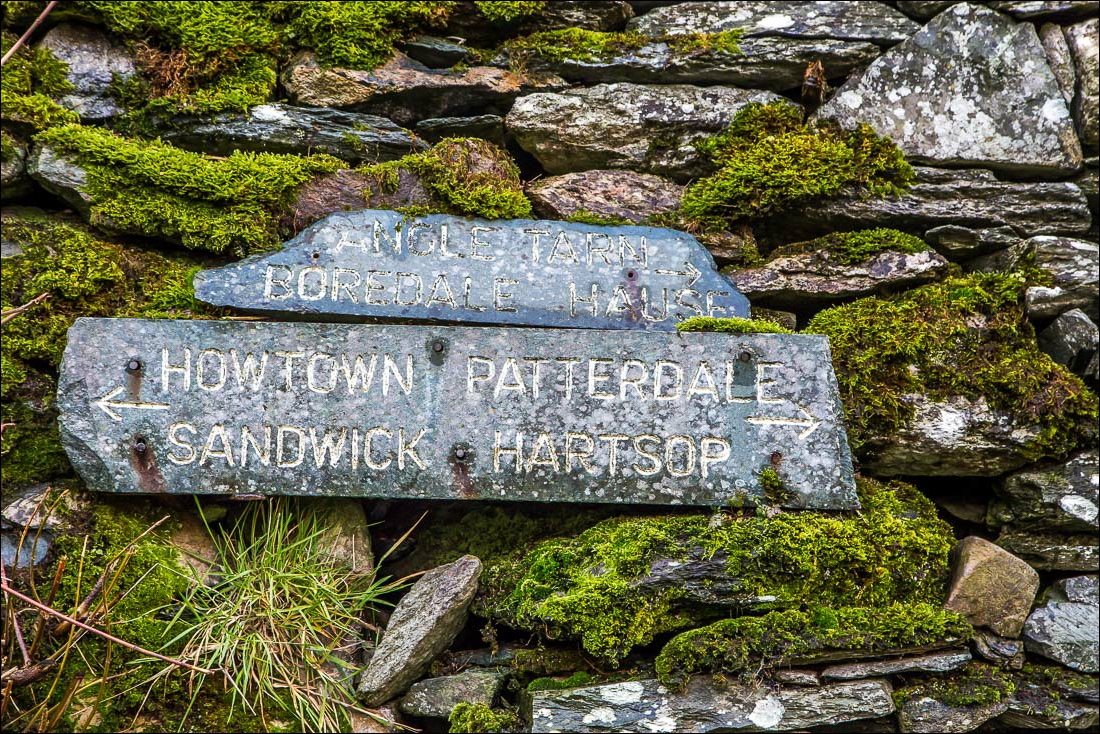 ANGLE TARN →
BOREDALE HAUSE
HOWTOWN PATTERDALE
← SANDWICK HARTSOP →